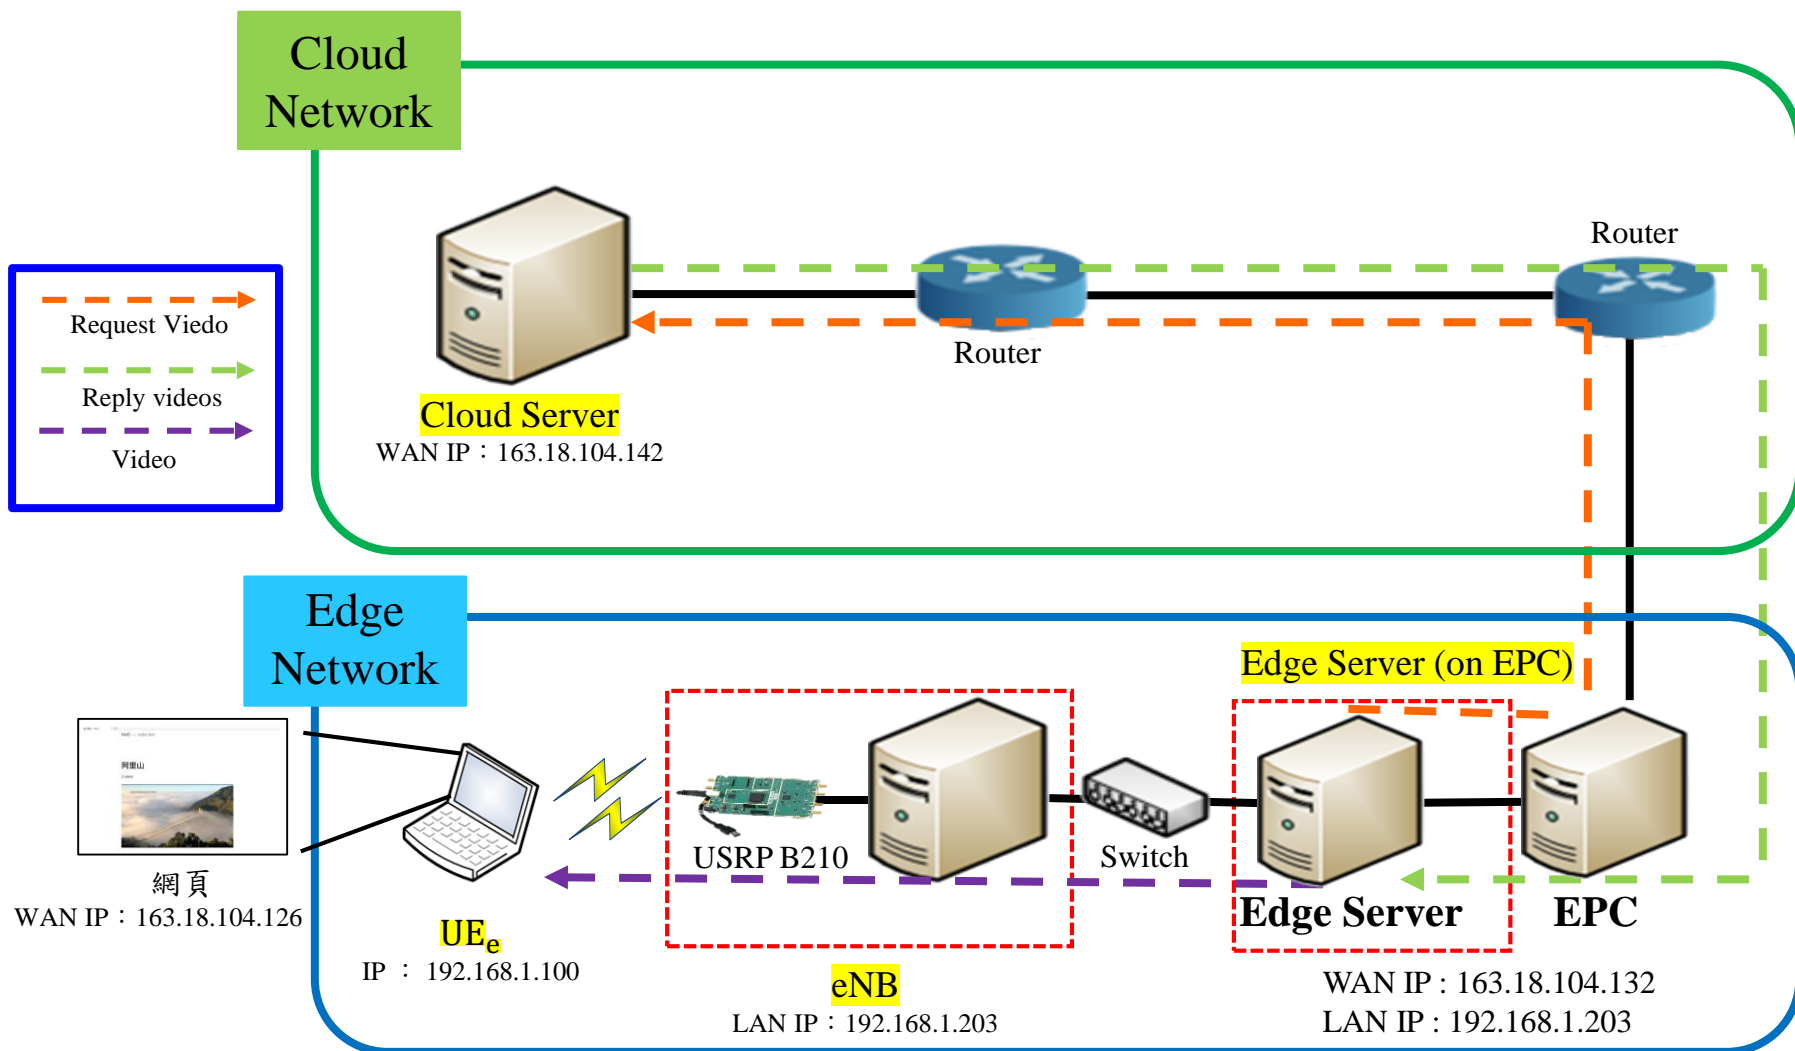 Cloud
Network
Router
Request Viedo
Reply videos
Video
Router
Cloud Server
WAN IP：163.18.104.142
Edge
Network
Edge Server (on EPC)
阿里山
網頁
WAN IP：163.18.104.126
USRP B210
Switch
Edge Server
EPC
UEₑ
IP ： 192.168.1.100
eNB
LAN IP：192.168.1.203
WAN IP : 163.18.104.132
LAN IP : 192.168.1.203